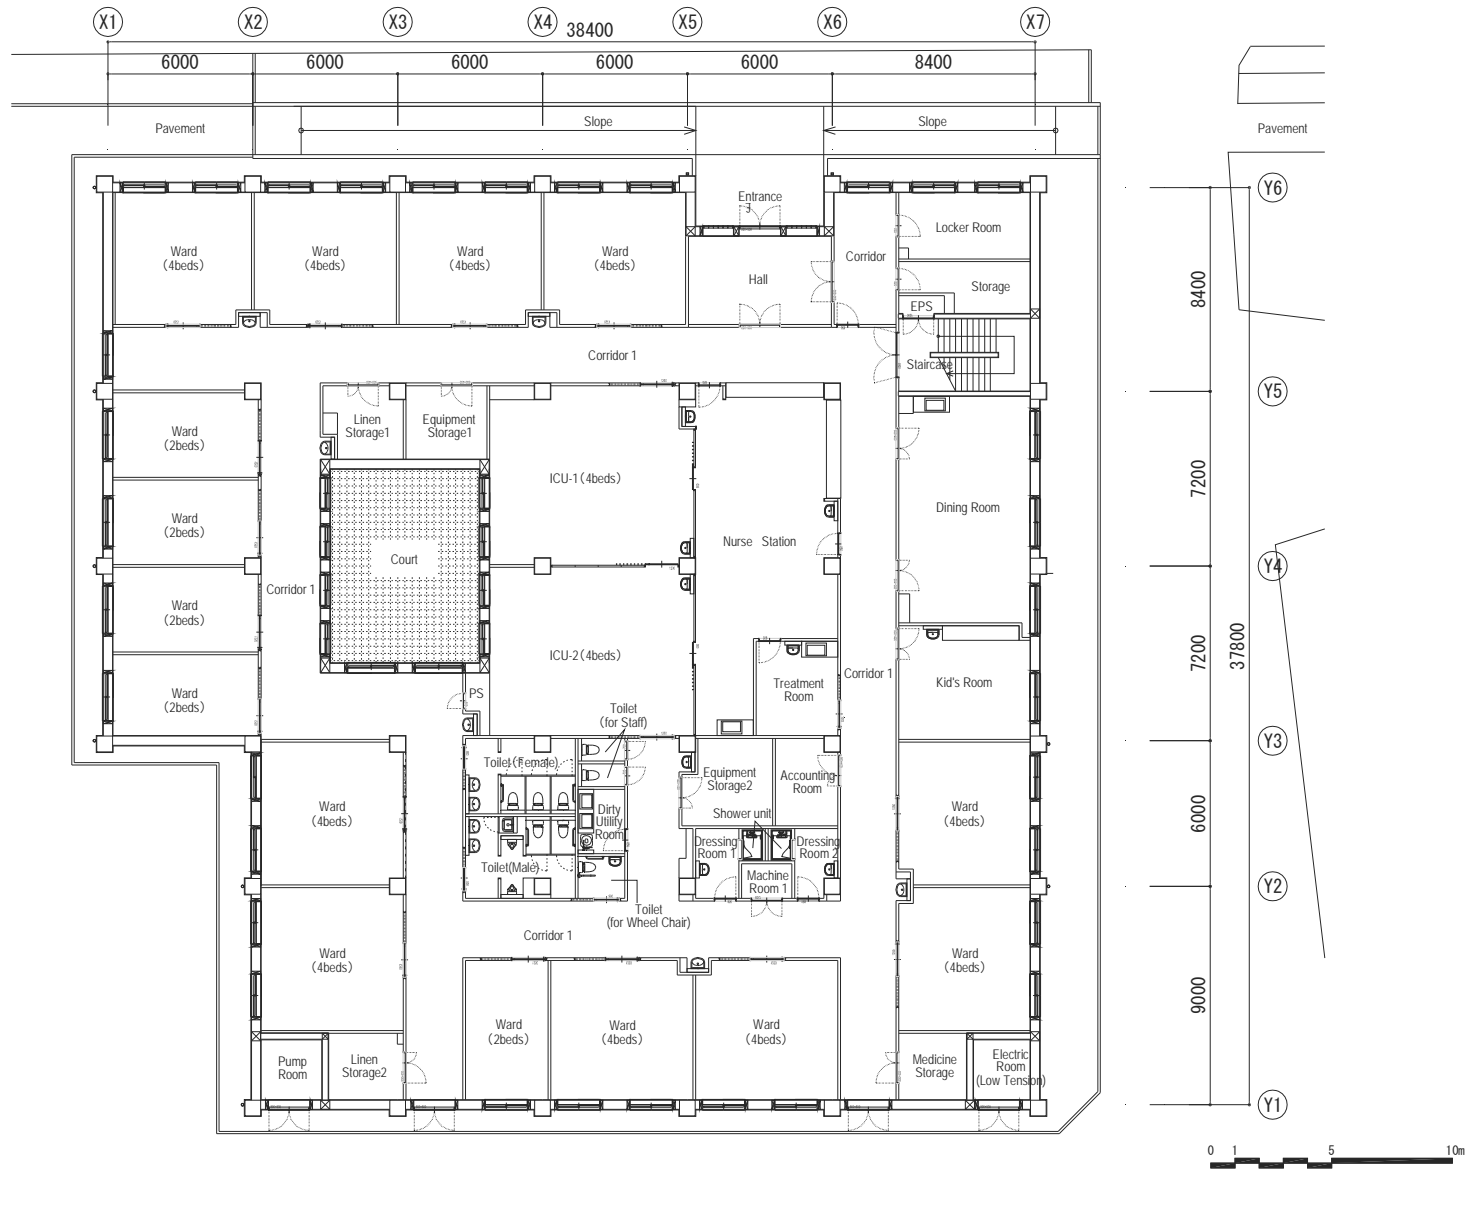 X1 X2 X3 X4 X5 X6 X7
38400
6000 6000 6000 6000 6000 8400
Pavement
Slope
Slope
Pavement
Entrance
Y6
Locker Room
Ward
(4beds)
Ward
(4beds)
Ward
(4beds)
Ward
(4beds)
Hall
Corridor
Storage
EPS
8400
Corridor 1
Staircase
Y5
Linen
Storage1
Equipment
Storage1
Ward
(2beds)
ICU-1(4beds)
7200
Dining Room
Ward
(2beds)
Nurse Station
Court
Y4
Corridor 1
Ward
(2beds)
ICU-2(4beds)
7200
37800
Corridor 1
Kid's Room
Treatment
Room
Ward
(2beds)
PS
Toilet
(for Staff)
Y3
Toilet(Female)
Equipment
Storage2
Accounting
Room
Ward
(4beds)
Dirty
Utility
Room
Shower unit
Ward
(4beds)
6000
Dressing
Room 1
Dressing
Room 2
Toilet(Male)
Machine
Room 1
Y2
Toilet
(for Wheel Chair)
Corridor 1
Ward
(4beds)
Ward
(4beds)
9000
Ward
(2beds)
Ward
(4beds)
Ward
(4beds)
Pump
Room
Linen
Storage2
Medicine
Storage
Electric
Room
(Low Tension)
Y1
0 1 5 10m